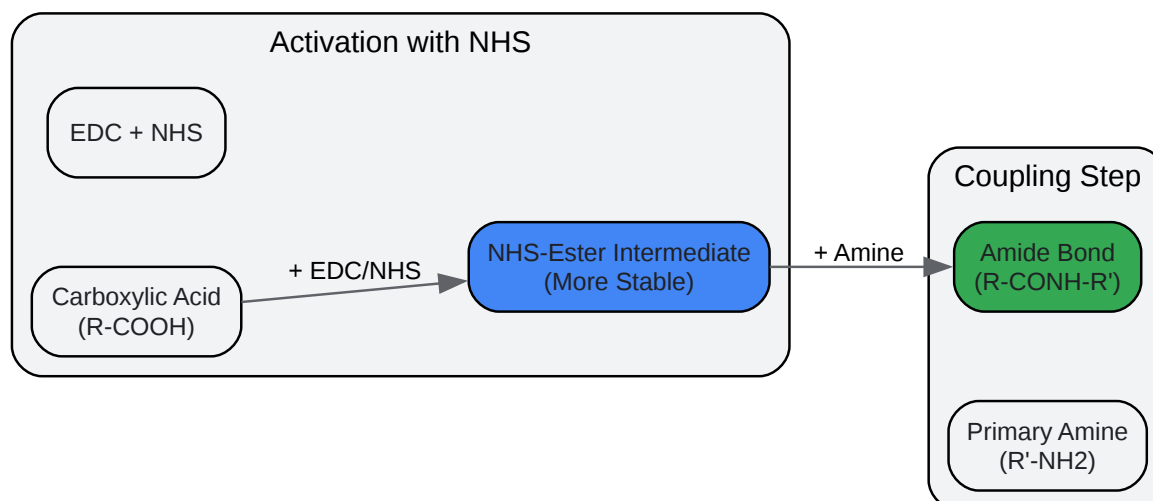 Activation with NHS
EDC + NHS
Carboxylic Acid
(R-COOH)
+ EDC/NHS
NHS-Ester Intermediate
(More Stable)
+ Amine
Coupling Step
Amide Bond
(R-CONH-R')
Primary Amine
(R'-NH2)